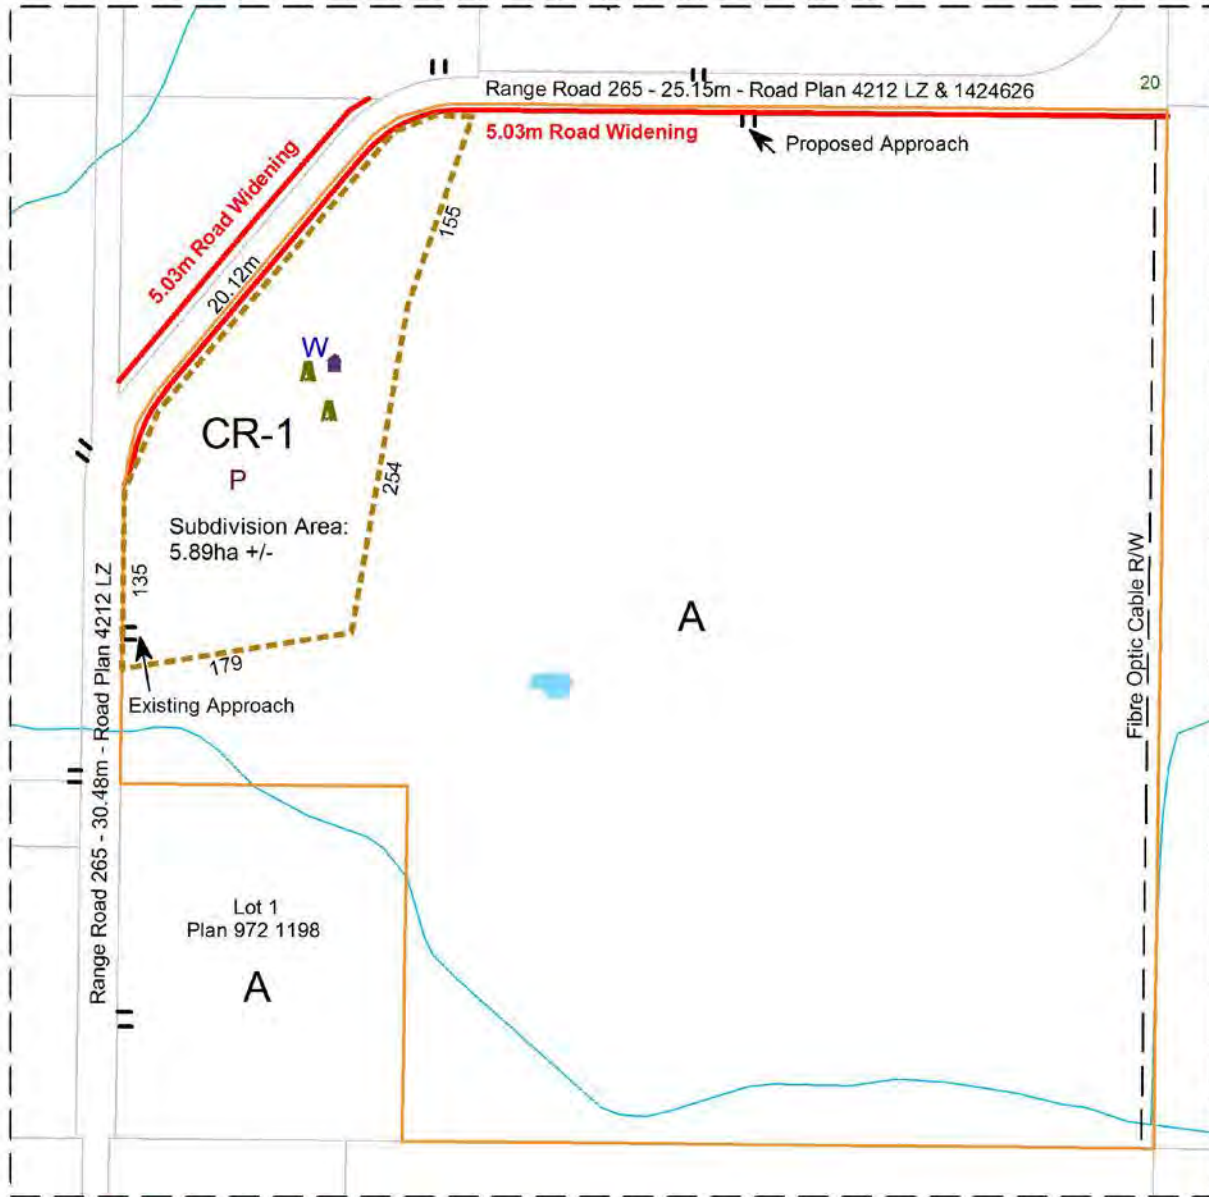 20
Range Road 265 - 25.15m - Road Plan 4212 LZ & 1424626
5.03m Road Widening
Proposed Approach
5.03m Road Widening
20.12m
155
W
CR-1
P
254
Subdivision Area:
5.89ha +/-
135
179
Existing Approach
A
Fibre Optic Cable R/W
Range Road 265 - 30.48m - Road Plan 4212 LZ
Lot 1
Plan 972 1198
A